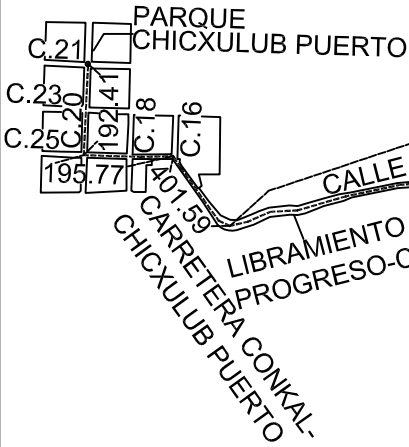 PARQUE
CHICXULUB PUERTO
C.21
C.23
C.25
C.20
192.41
C.18
C.16
195.77
401.59
CALLE
LIBRAMIENTO
PROGRESO-C
CARRETERA CONKAL-
CHICXULUB PUERTO